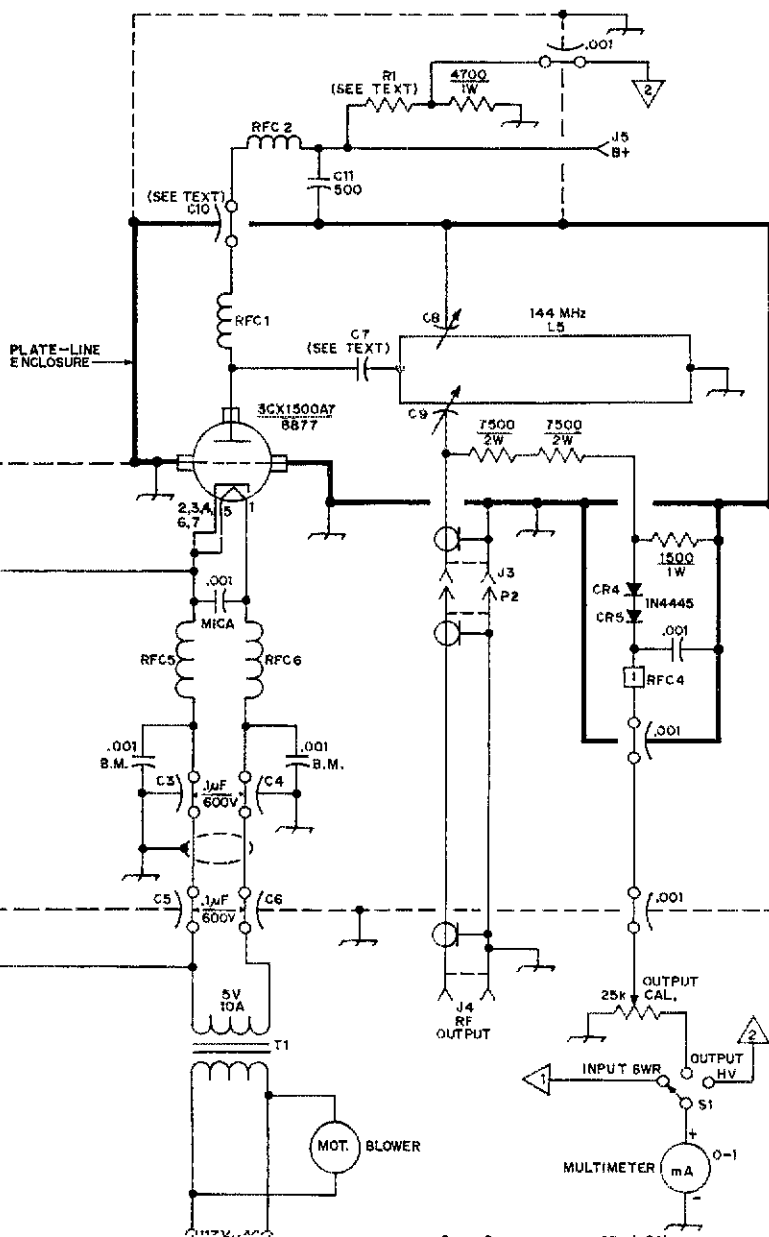 .001
R1
(SEE TEXT)
4700
1W
2
RFC 2
J5
B+
C11
500
(SEE TEXT)
C10
RFC1
C8
144 MHz
L5
C7
(SEE TEXT)
PLATE-LINE
ENCLOSURE
C9
3CX1500A7
8877
7500
2W
7500
2W
2,3,4,
6,7
5
1
.001
MICA
J3
P2
1500
1W
CR4
1N4445
CR5
.001
RFC5
RFC6
1
RFC4
.001
.001
B.M.
.001
B.M.
C3
.1µF
600V
C4
C5
.1µF
600V
C6
.001
5V
10A
J4
RF
OUTPUT
25k
OUTPUT
CAL.
T1
2
OUTPUT
HV
1
INPUT SWR
S1
MOT.
BLOWER
+
0-1
MULTIMETER
mA
-